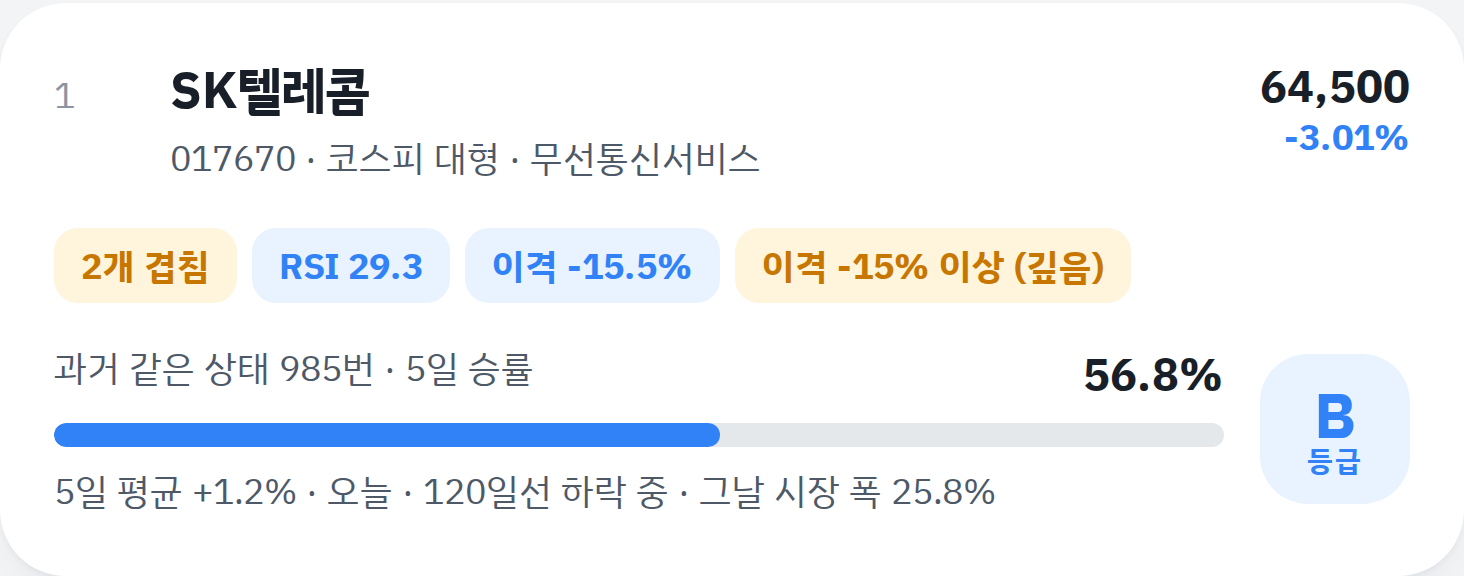 1
SK텔레콤
64,500
-3.01%
017670 · 코스피 대형 · 무선통신서비스
2개 겹침
RSI 29.3
이격 -15.5%
이격 -15% 이상 (깊음)
과거 같은 상태 985번 · 5일 승률
56.8%
B
등급
5일 평균 +1.2% · 오늘 · 120일선 하락 중 · 그날 시장 폭 25.8%